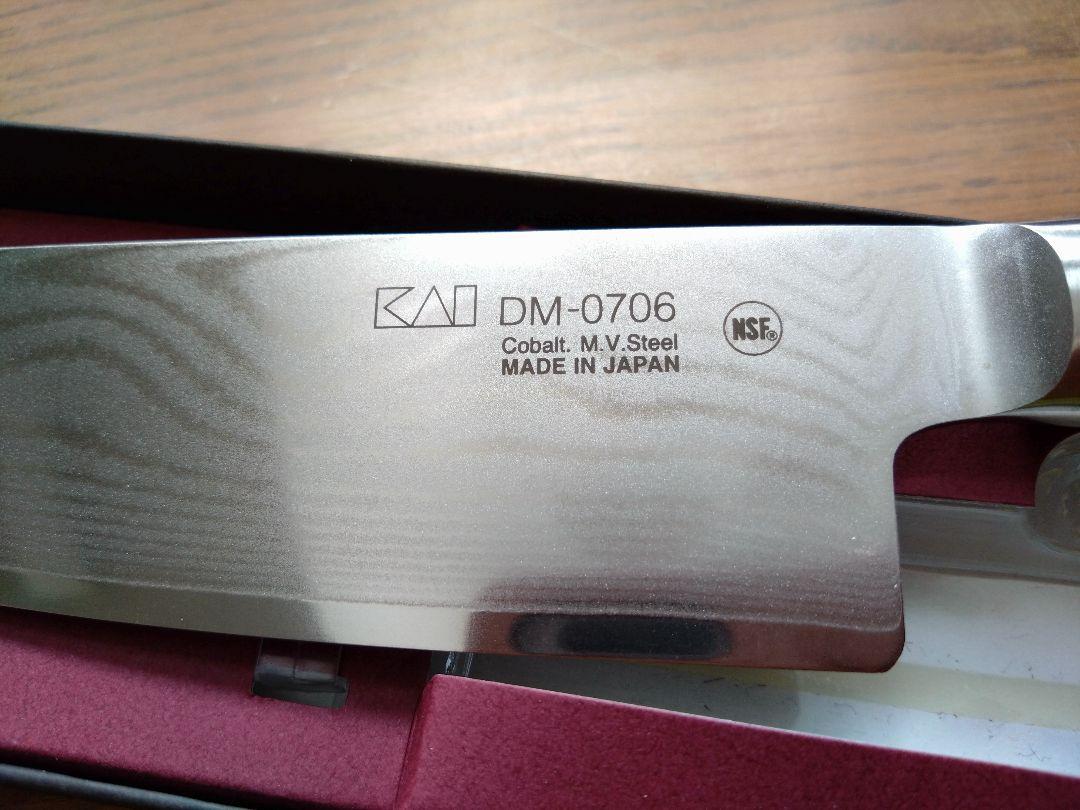 KAI DM-0706
Cobalt. M.V.Steel
MADE IN JAPAN
NSF®